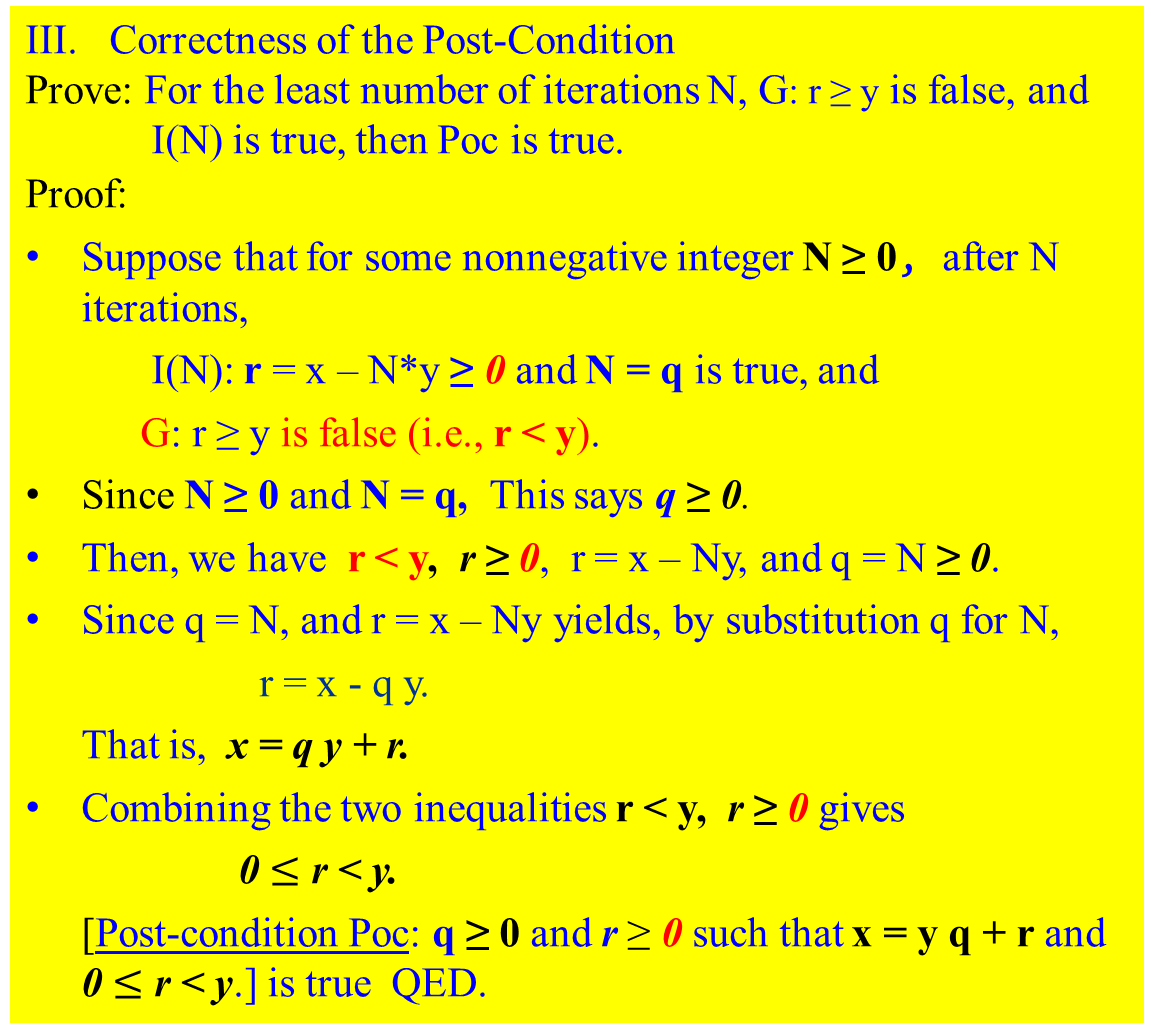 III. Correctness of the Post-Condition
Prove: For the least number of iterations N, G: r ≥ y is false, and
I(N) is true, then Poc is true.
Proof:
• Suppose that for some nonnegative integer N ≥ 0， after N
iterations,
I(N): r = x – N*y ≥ 0 and N = q is true, and
G: r ≥ y is false (i.e., r < y).
• Since N ≥ 0 and N = q, This says q ≥ 0.
• Then, we have r < y, r ≥ 0, r = x – Ny, and q = N ≥ 0.
• Since q = N, and r = x – Ny yields, by substitution q for N,
r = x - q y.
That is, x = q y + r.
• Combining the two inequalities r < y, r ≥ 0 gives
0 ≤ r < y.
[Post-condition Poc: q ≥ 0 and r ≥ 0 such that x = y q + r and
0 ≤ r < y.] is true QED.